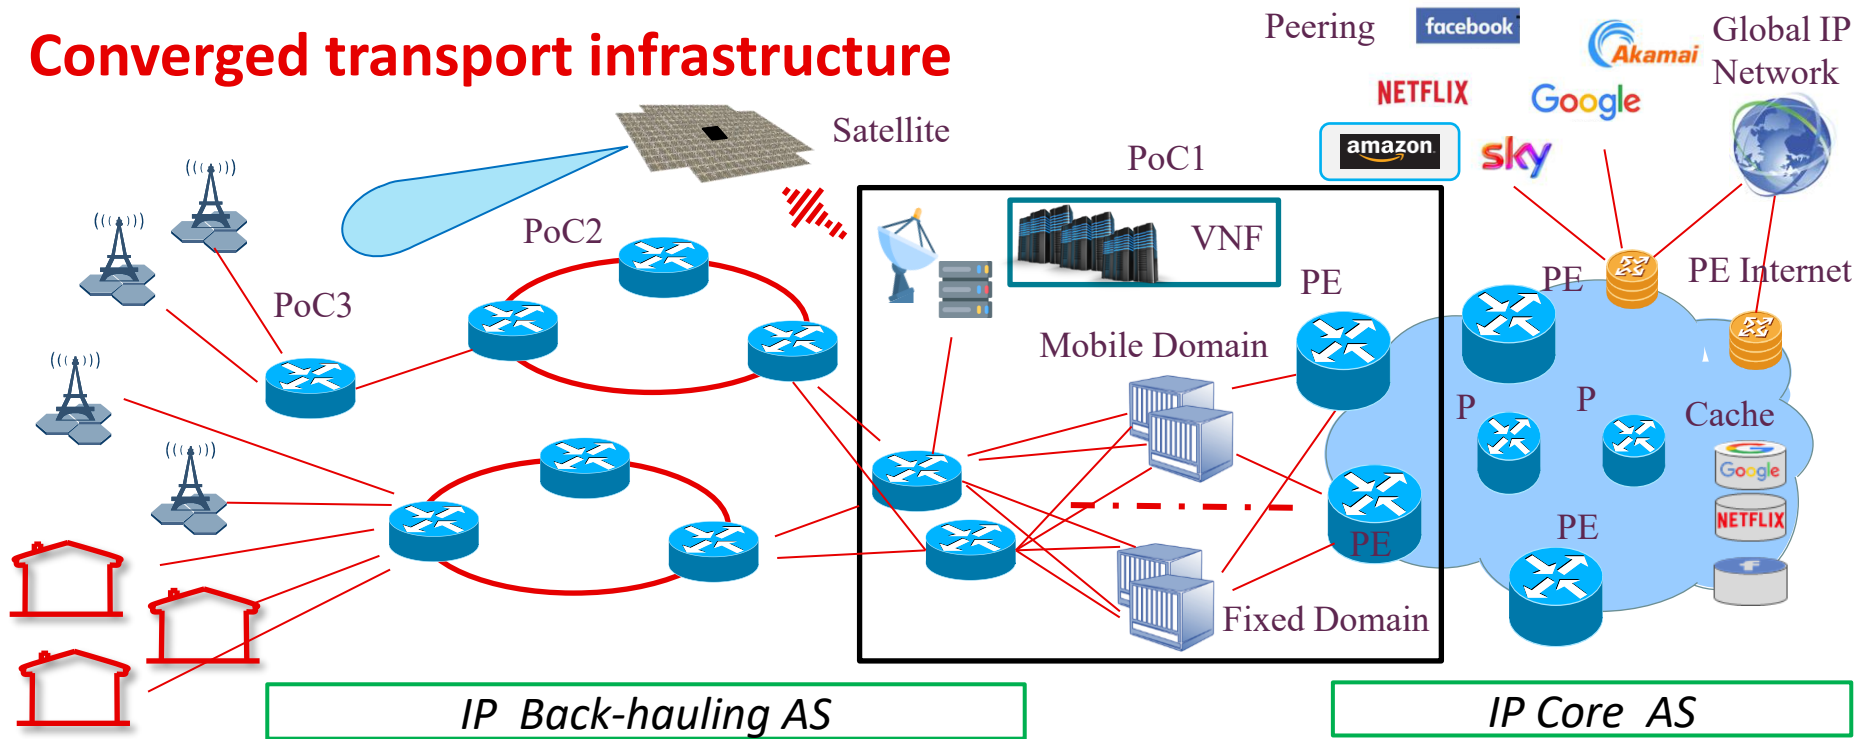 Converged transport infrastructure
Peering
facebook
Akamai
Global IP
Network
NETFLIX
Google
amazon
sky
Satellite
PoC1
PoC2
VNF
PoC3
PE
PE
PE Internet
Mobile Domain
P
P
Cache
Google
NETFLIX
PE
PE
f
Fixed Domain
IP Back-hauling AS
IP Core AS